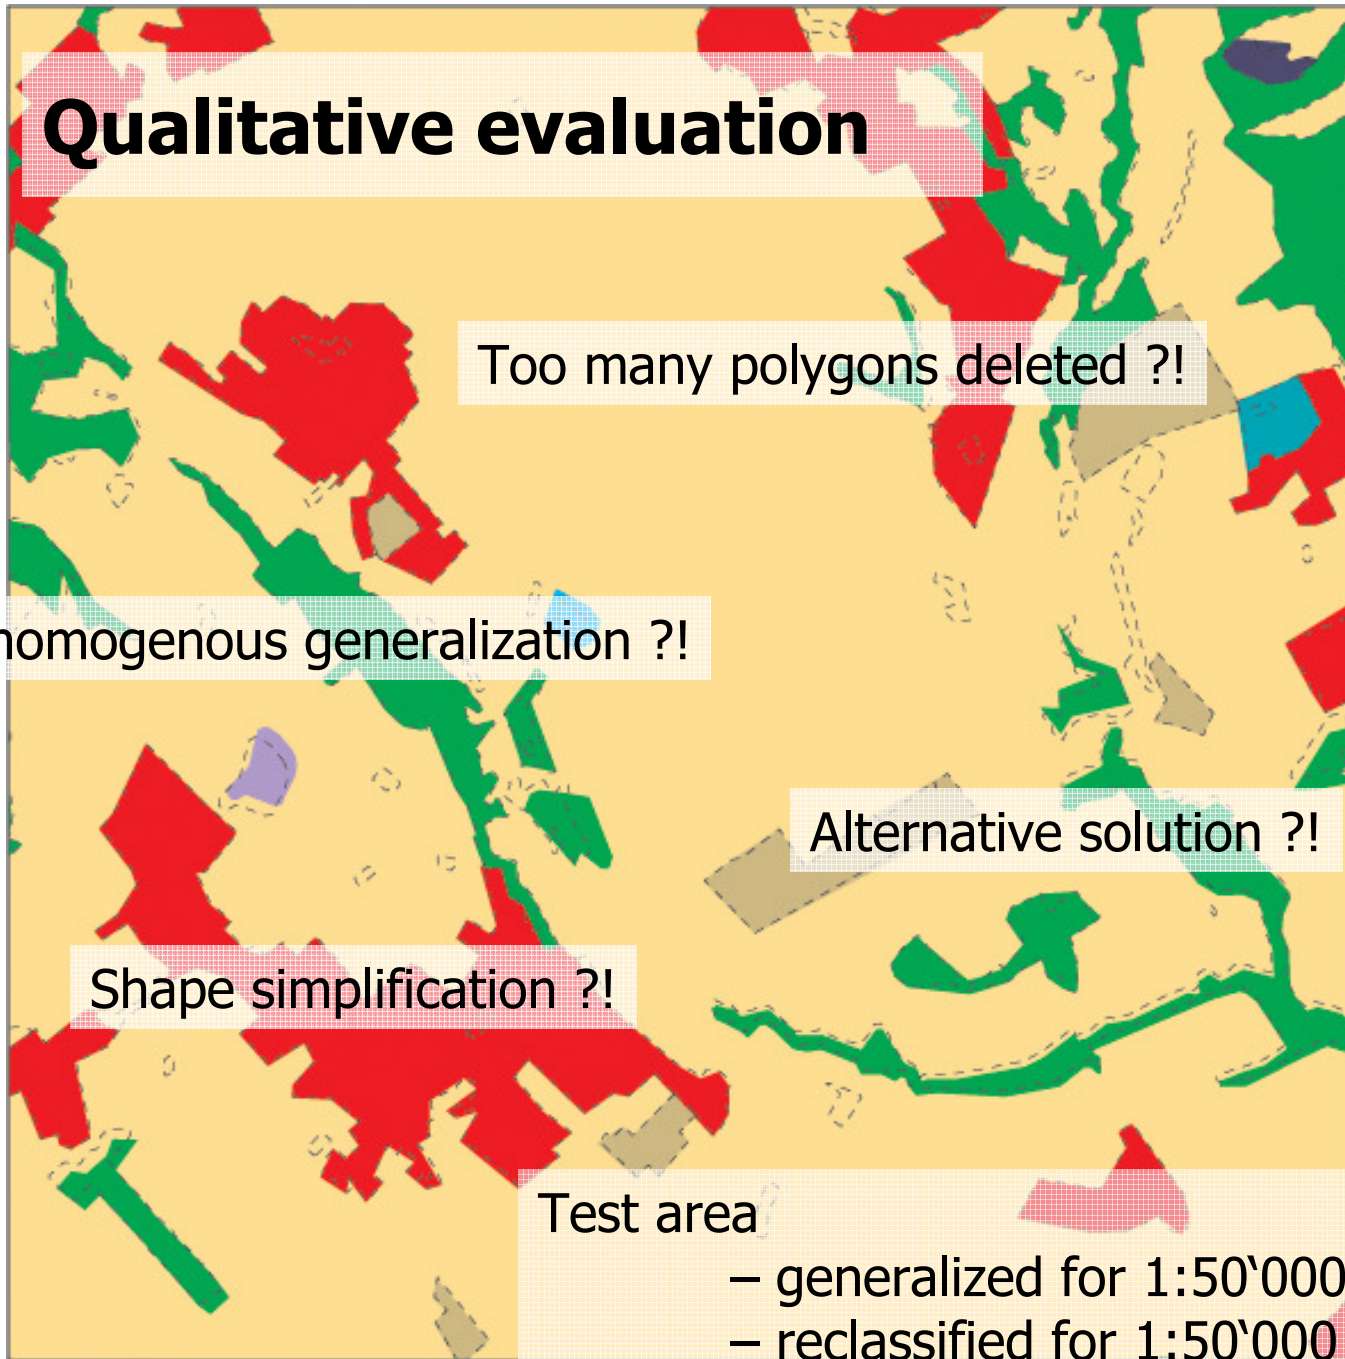 Qualitative evaluation
Too many polygons deleted ?!
homogenous generalization ?!
Alternative solution ?!
Shape simplification ?!
Test area
– generalized for 1:50‘000
– reclassified for 1:50‘000